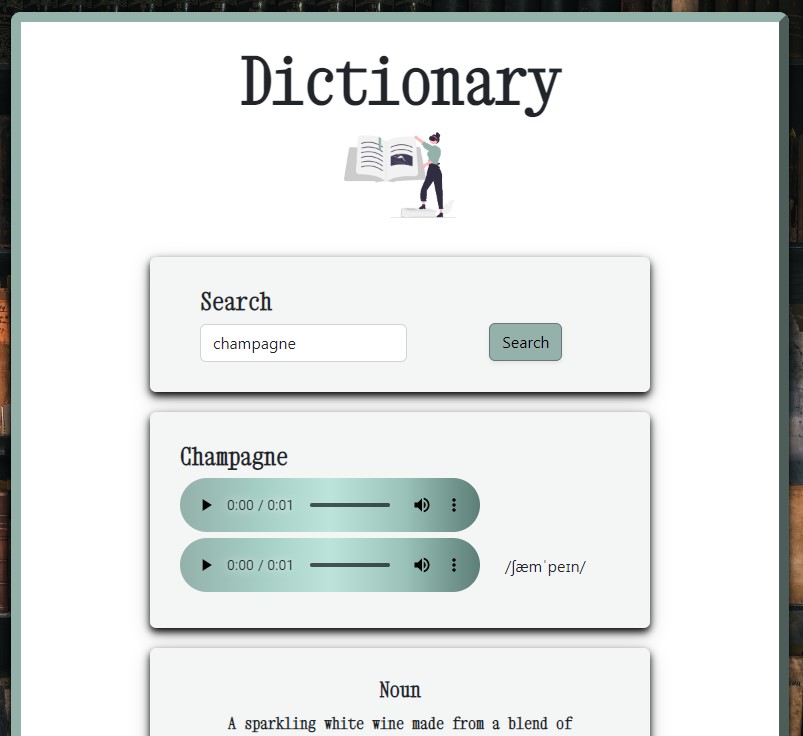 Dictionary
Search
champagne
Search
Champagne
0:00 / 0:01
0:00 / 0:01
/ʃæmˈpeɪn/
Noun
A sparkling white wine made from a blend of